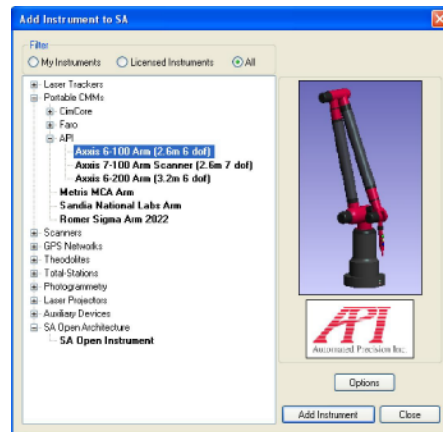 Add Instrument to SA
Filter
My Instruments
Licensed Instruments
All
Laser Trackers
Portable CMMs
CimCore
Faro
API
Axxis 6-100 Arm (2.6m 6 dof)
Axxis 7-100 Arm Scanner (2.6m 7 dof)
Axxis 6-200 Arm (3.2m 6 dof)
Metris MCA Arm
Sandia National Labs Arm
Romer Sigma Arm 2022
Scanners
GPS Networks
Theodolites
Total-Stations
Photogrammetry
Laser Projectors
Auxiliary Devices
SA Open Architecture
SA Open Instrument
API
Automated Precision Inc.
Options
Add Instrument
Close